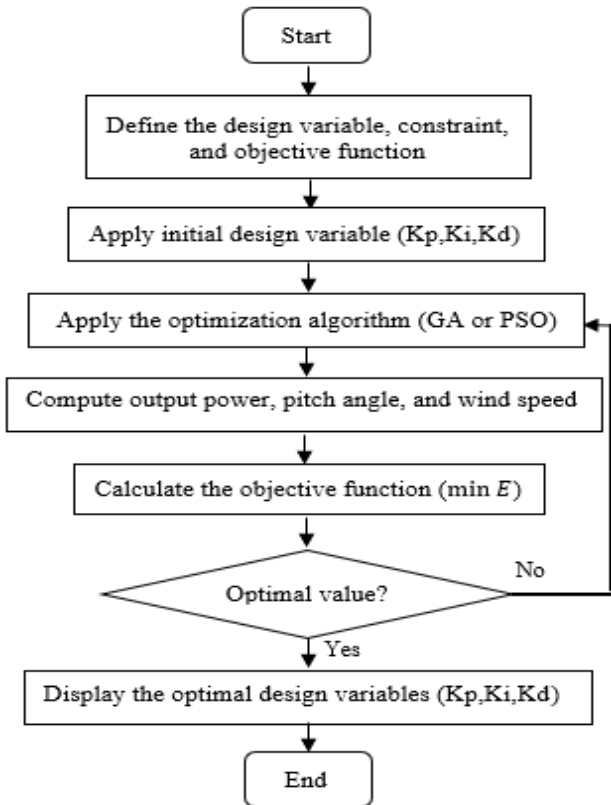 Start
Define the design variable, constraint,
and objective function
Apply initial design variable (Kp,Ki,Kd)
Apply the optimization algorithm (GA or PSO)
Compute output power, pitch angle, and wind speed
Calculate the objective function (min E)
No
Optimal value?
Yes
Display the optimal design variables (Kp,Ki,Kd)
End